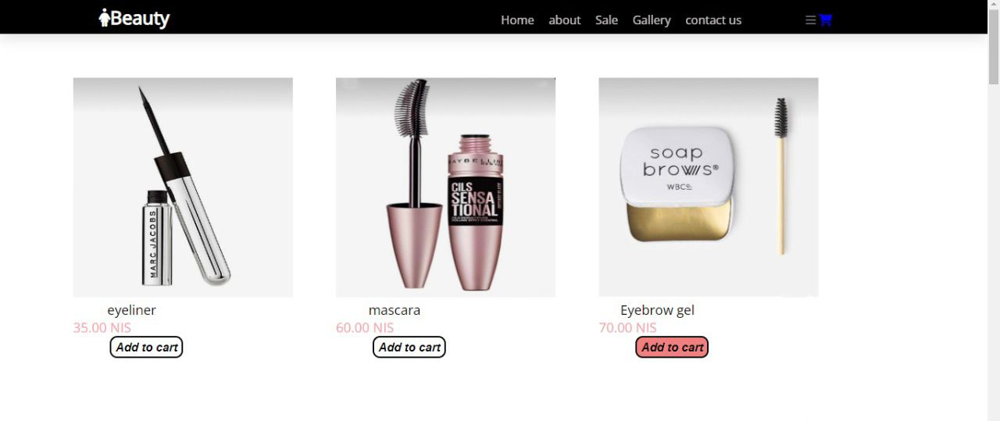 Beauty
Home about Sale Gallery contact us
MARC JACOBS
MAYBELLINE
NEW YORK
CILS
SENSA
TIONAL
soap
brows®
WBCo
eyeliner
mascara
Eyebrow gel
35.00 NIS
60.00 NIS
70.00 NIS
Add to cart
Add to cart
Add to cart